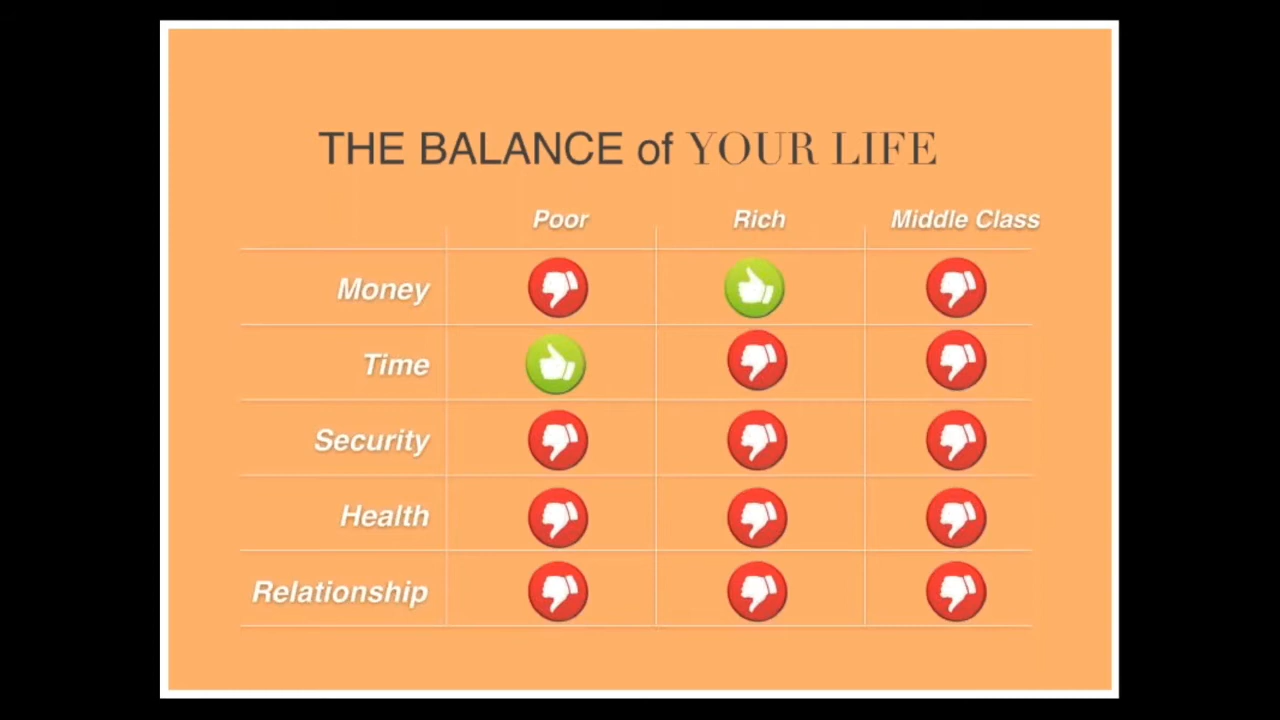 THE BALANCE of YOUR LIFE
Poor Rich Middle Class
Money
Time
Security
Health
Relationship